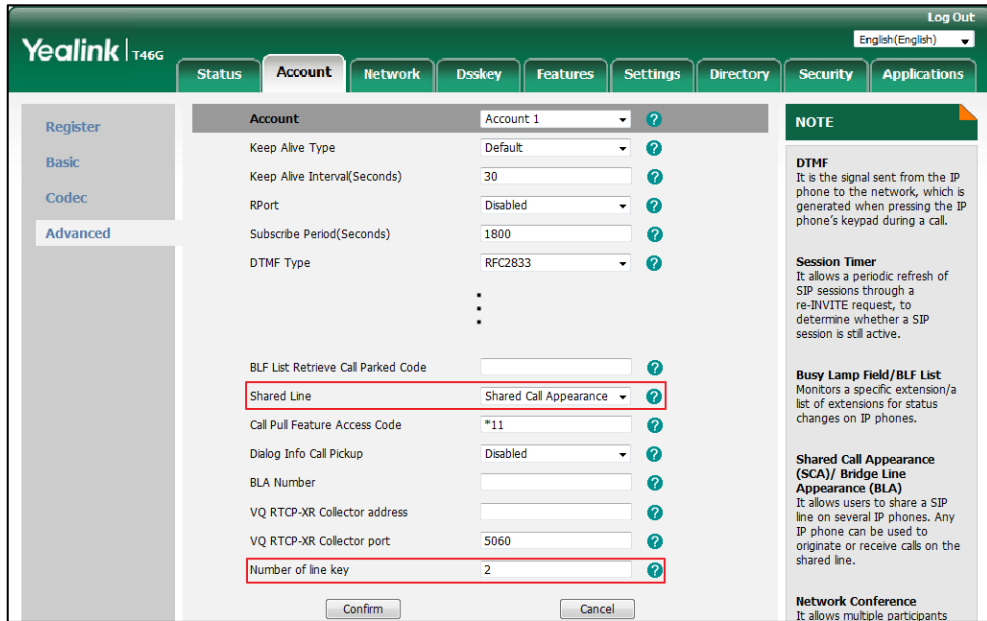 Log Out
Yealink T46G
English(English)
Status Account Network Dsskey Features Settings Directory Security Applications
Register
Basic
Codec
Advanced
Account Account 1
Keep Alive Type Default
Keep Alive Interval(Seconds) 30
RPort Disabled
Subscribe Period(Seconds) 1800
DTMF Type RFC2833
BLF List Retrieve Call Parked Code
Shared Line Shared Call Appearance
Call Pull Feature Access Code *11
Dialog Info Call Pickup Disabled
BLA Number
VQ RTCP-XR Collector address
VQ RTCP-XR Collector port 5060
Number of line key 2
Confirm Cancel
NOTE
DTMF
It is the signal sent from the IP
phone to the network, which is
generated when pressing the IP
phone's keypad during a call.
Session Timer
It allows a periodic refresh of
SIP sessions through a
re-INVITE request, to
determine whether a SIP
session is still active.
Busy Lamp Field/BLF List
Monitors a specific extension/a
list of extensions for status
changes on IP phones.
Shared Call Appearance
(SCA)/ Bridge Line
Appearance (BLA)
It allows users to share a SIP
line on several IP phones. Any
IP phone can be used to
originate or receive calls on the
shared line.
Network Conference
It allows multiple participants